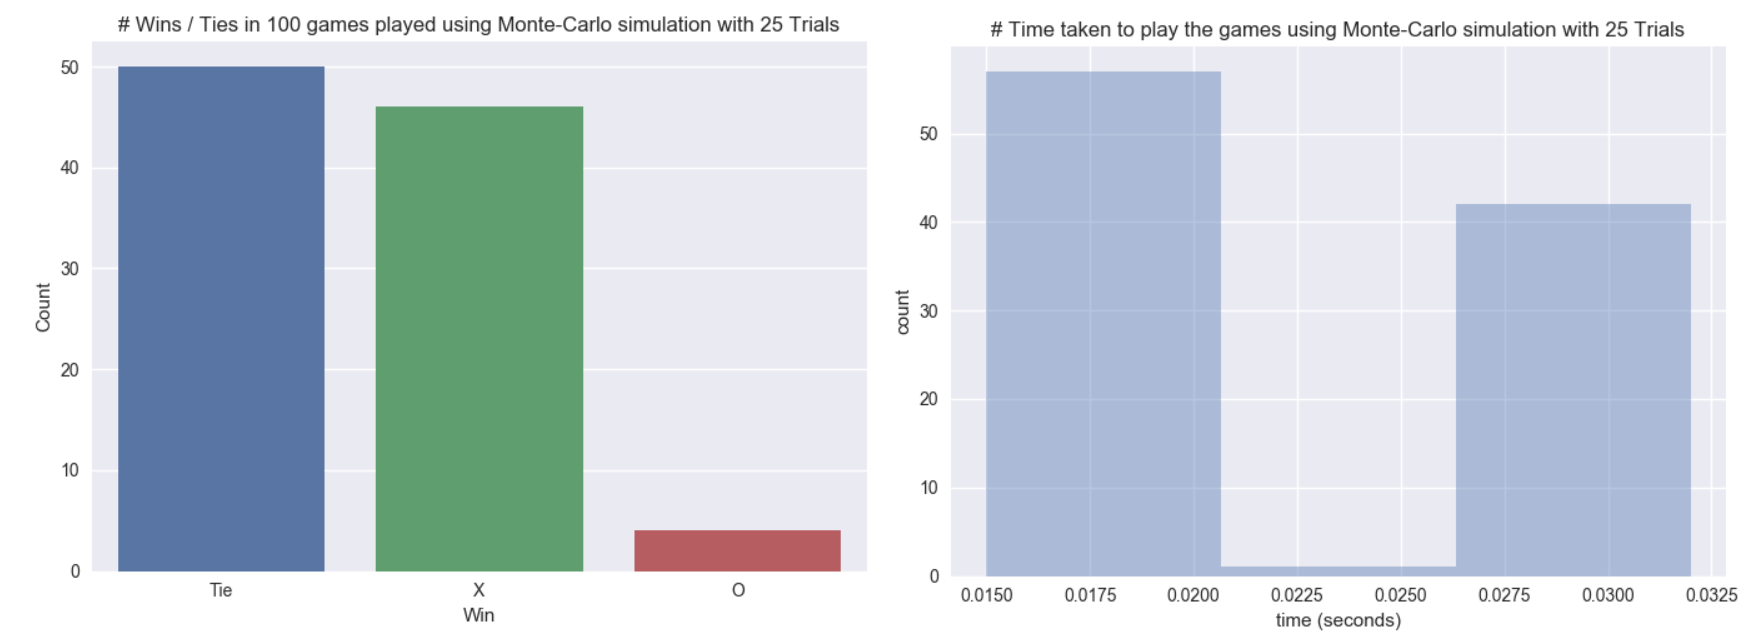 # Wins / Ties in 100 games played using Monte-Carlo simulation with 25 Trials
50
40
30
20
10
0
Count
Tie X O
Win
# Time taken to play the games using Monte-Carlo simulation with 25 Trials
50
40
30
20
10
0
count
0.0150 0.0175 0.0200 0.0225 0.0250 0.0275 0.0300 0.0325
time (seconds)